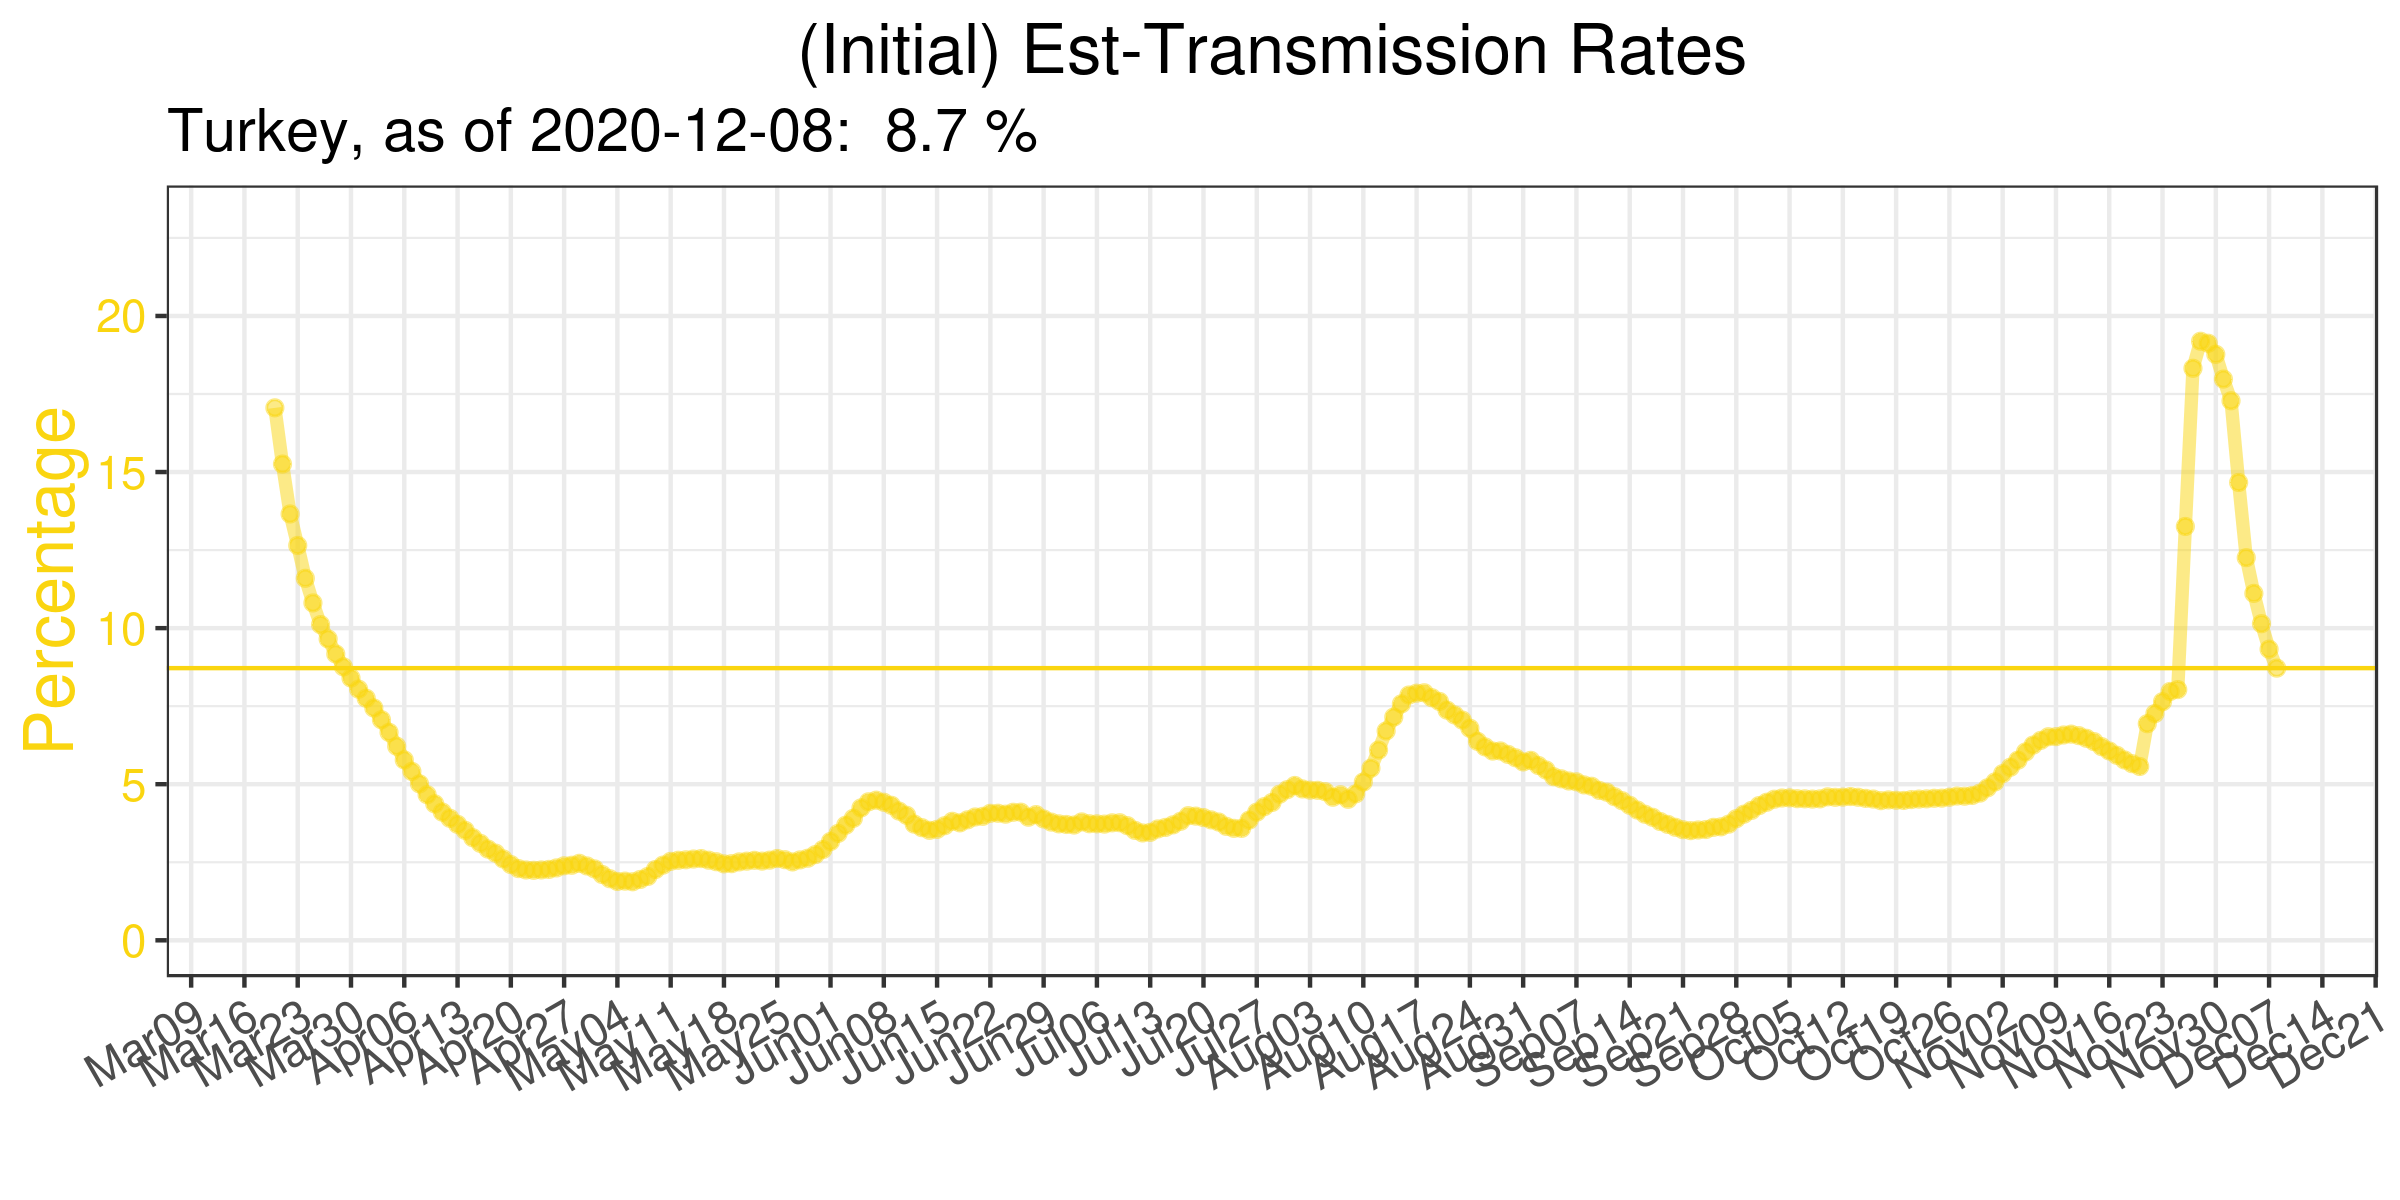 (Initial) Est-Transmission Rates
Turkey, as of 2020-12-08: 8.7 %
Percentage
20
15
10
5
0
Mar09
Mar16
Mar23
Mar30
Apr06
Apr13
Apr20
Apr27
May04
May11
May18
May25
Jun01
Jun08
Jun15
Jun22
Jun29
Jul06
Jul13
Jul20
Jul27
Aug03
Aug10
Aug17
Aug24
Aug31
Sep07
Sep14
Sep21
Sep28
Oct05
Oct12
Oct19
Oct26
Nov02
Nov09
Nov16
Nov23
Nov30
Dec07
Dec14
Dec21